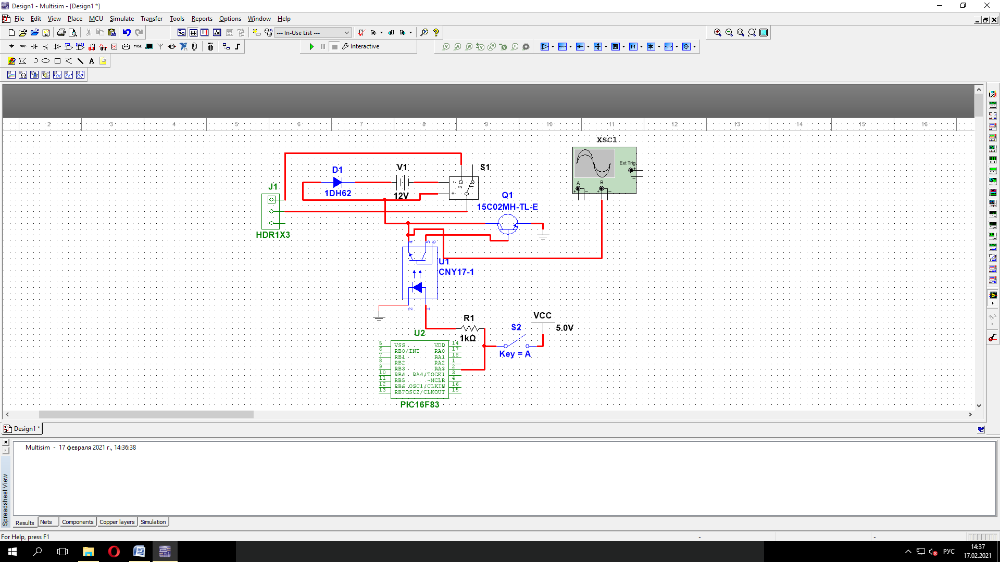 Design1 - Multisim - [Design1 *]
File Edit View Place MCU Simulate Transfer Tools Reports Options Window Help
--- In-Use List ---
Interactive
2 3 4 5 6 7 8 9 10 11 12 13 14 15 16
XSC1
Ext Trig
A B
D1
1DH62
V1
12V
S1
J1
HDR1X3
Q1
15C02MH-TL-E
4 5 6
U1
CNY17-1
2 1
R1
1kΩ
VCC
5.0V
S2
Key = A
U2
5 VSS VDD 14
6 RB0/INT RA0 17
7 RB1 RA1 18
8 RB2 RA2 1
9 RB3 RA3 2
10 RB4 RA4/TOCK1 3
11 RB5 ~MCLR 4
12 RB6 OSC1/CLKIN 16
13 RB7OSC2/CLKOUT 15
PIC16F83
Design1 *
Multisim - 17 февраля 2021 г., 14:36:38
Spreadsheet View
Results Nets Components Copper layers Simulation
For Help, press F1
РУС
14:37
17.02.2021